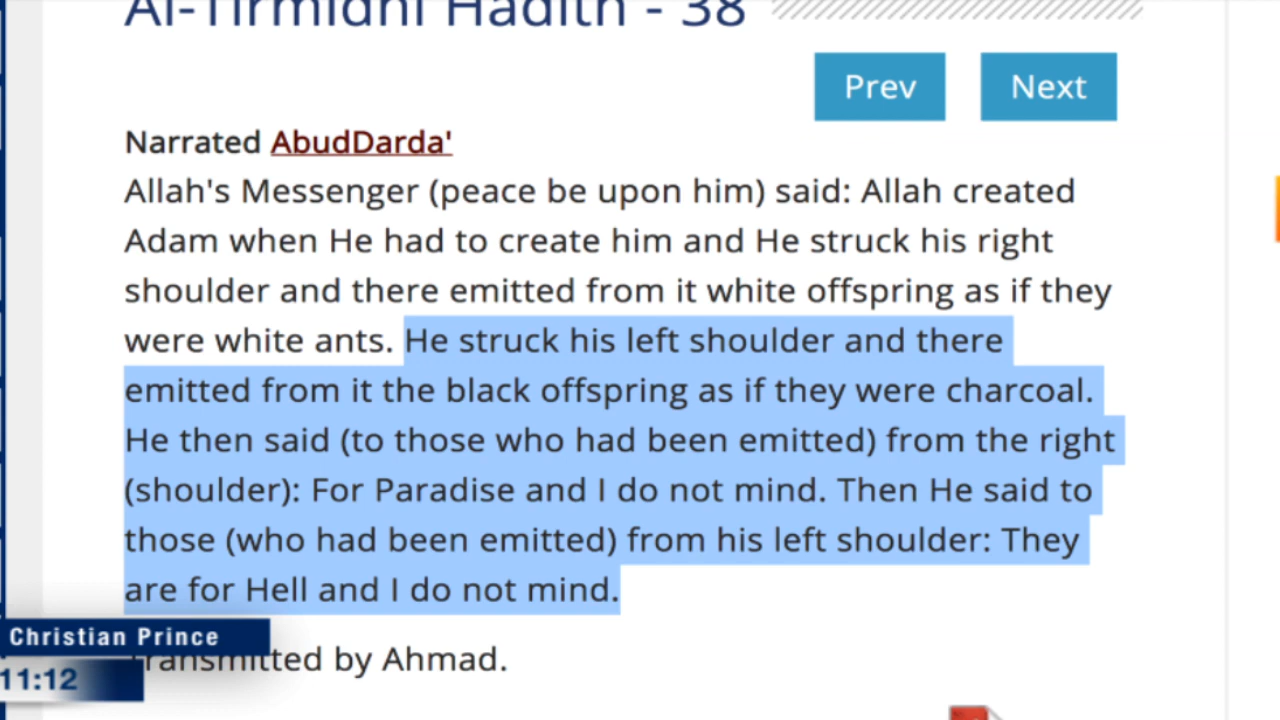 Al-Tirmidhi Hadith - 38
Prev Next
Narrated AbudDarda'
Allah's Messenger (peace be upon him) said: Allah created
Adam when He had to create him and He struck his right
shoulder and there emitted from it white offspring as if they
were white ants. He struck his left shoulder and there
emitted from it the black offspring as if they were charcoal.
He then said (to those who had been emitted) from the right
(shoulder): For Paradise and I do not mind. Then He said to
those (who had been emitted) from his left shoulder: They
are for Hell and I do not mind.
Christian Prince
Transmitted by Ahmad.
11:12